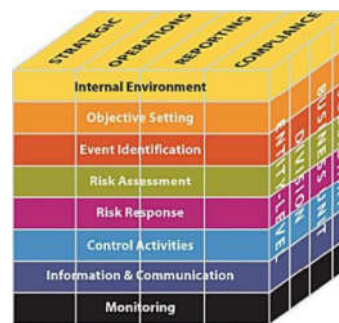 STRATEGIC
OPERATIONS
REPORTING
COMPLIANCE
Internal Environment
Objective Setting
Event Identification
Risk Assessment
Risk Response
Control Activities
Information & Communication
Monitoring
ENTITY-LEVEL
DIVISION
BUSINESS UNIT